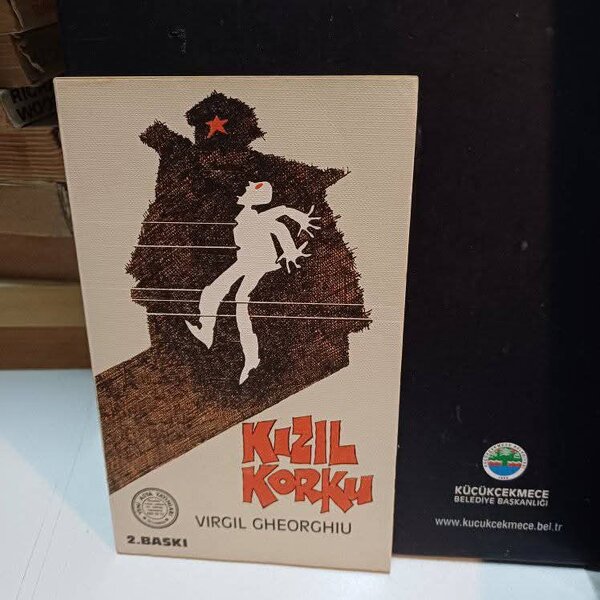 KIZIL
KORKU
VIRGIL GHEORGHIU
2.BASKI
KÜÇÜKÇEKMECE
BELEDİYE BAŞKANLIĞI
www.kucukcekmece.bel.tr